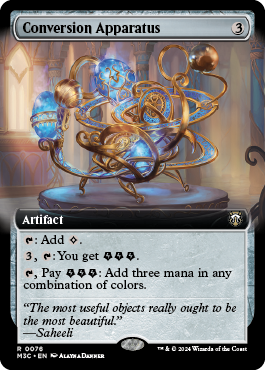 Conversion Apparatus 3
Artifact
: Add .
3, :You get .
, Pay : Add three mana in any
combination of colors.
“The most useful objects really ought to be
the most beautiful.”
—Saheeli
R 0076
M3C • EN ALAYNA DANNER
™ & © 2024 Wizards of the Coast